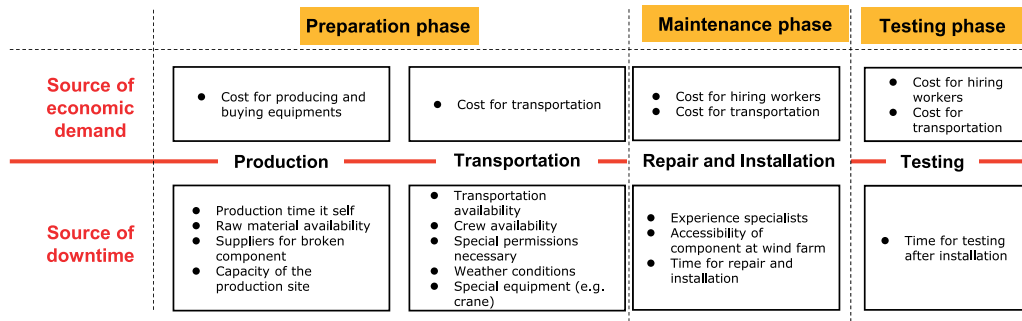 Preparation phase
Maintenance phase
Testing phase
Source of
economic
demand
● Cost for producing and
buying equipments
● Cost for transportation
● Cost for hiring workers
● Cost for transportation
● Cost for hiring
workers
● Cost for
transportation
Production
Transportation
Repair and Installation
Testing
Source of
downtime
● Production time it self
● Raw material availability
● Suppliers for broken
component
● Capacity of the
production site
● Transportation
availability
● Crew availability
● Special permissions
necessary
● Weather conditions
● Special equipment (e.g.
crane)
● Experience specialists
● Accessibility of
component at wind farm
● Time for repair and
installation
● Time for testing
after installation